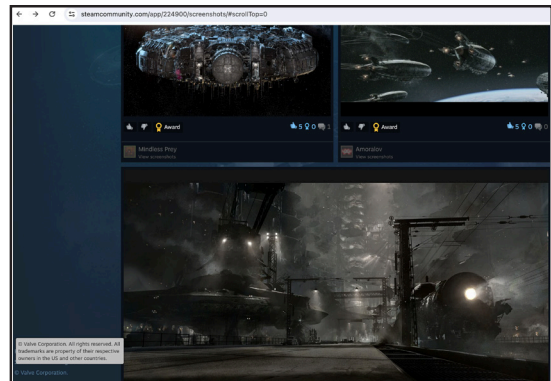 steamcommunity.com/app/224900/screenshots/#scrollTop=0
Award
5 0 1
Award
5 0 0
Mindless Prey
View screenshots
Amoralov
View screenshots
© Valve Corporation. All rights reserved. All
trademarks are property of their respective
owners in the US and other countries.
© Valve Corporation.